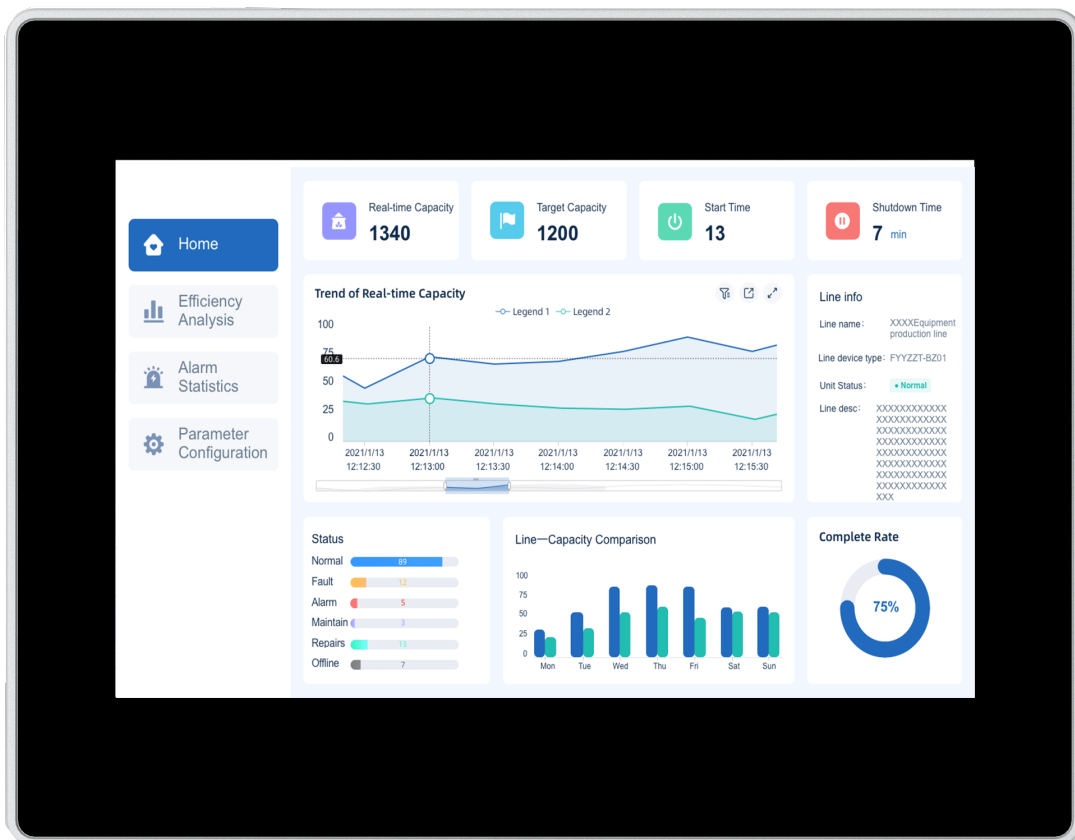 Home
Efficiency
Analysis
Alarm
Statistics
Parameter
Configuration
Real-time Capacity
1340
Target Capacity
1200
Start Time
13
Shutdown Time
7 min
Trend of Real-time Capacity
Legend 1 Legend 2
100
75
60.6
50
25
0
2021/1/13 2021/1/13 2021/1/13 2021/1/13 2021/1/13 2021/1/13 2021/1/13
12:12:30 12:13:00 12:13:30 12:14:00 12:14:30 12:15:00 12:15:30
Line info
Line name: XXXXEquipment
production line
Line device type: FYYZZT-BZ01
Unit Status: • Normal
Line desc: XXXXXXXXXXXX
XXXXXXXXXXXX
XXXXXXXXXXXX
XXXXXXXXXXXX
XXXXXXXXXXXX
XXXXXXXXXXXX
XXXXXXXXXXXX
XXXXXXXXXXXX
XXX
Status
Normal 89
Fault 12
Alarm 5
Maintain 3
Repairs 13
Offline 7
Line—Capacity Comparison
100
75
50
25
0
Mon Tue Wed Thu Fri Sat Sun
Complete Rate
75%